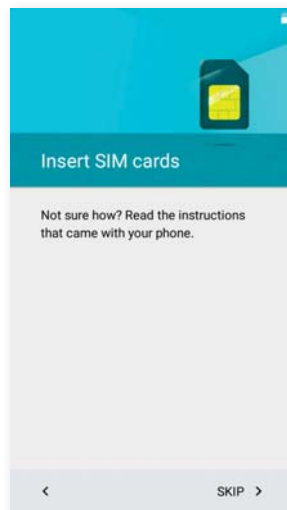 Insert SIM cards
Not sure how? Read the instructions
that came with your phone.
SKIP